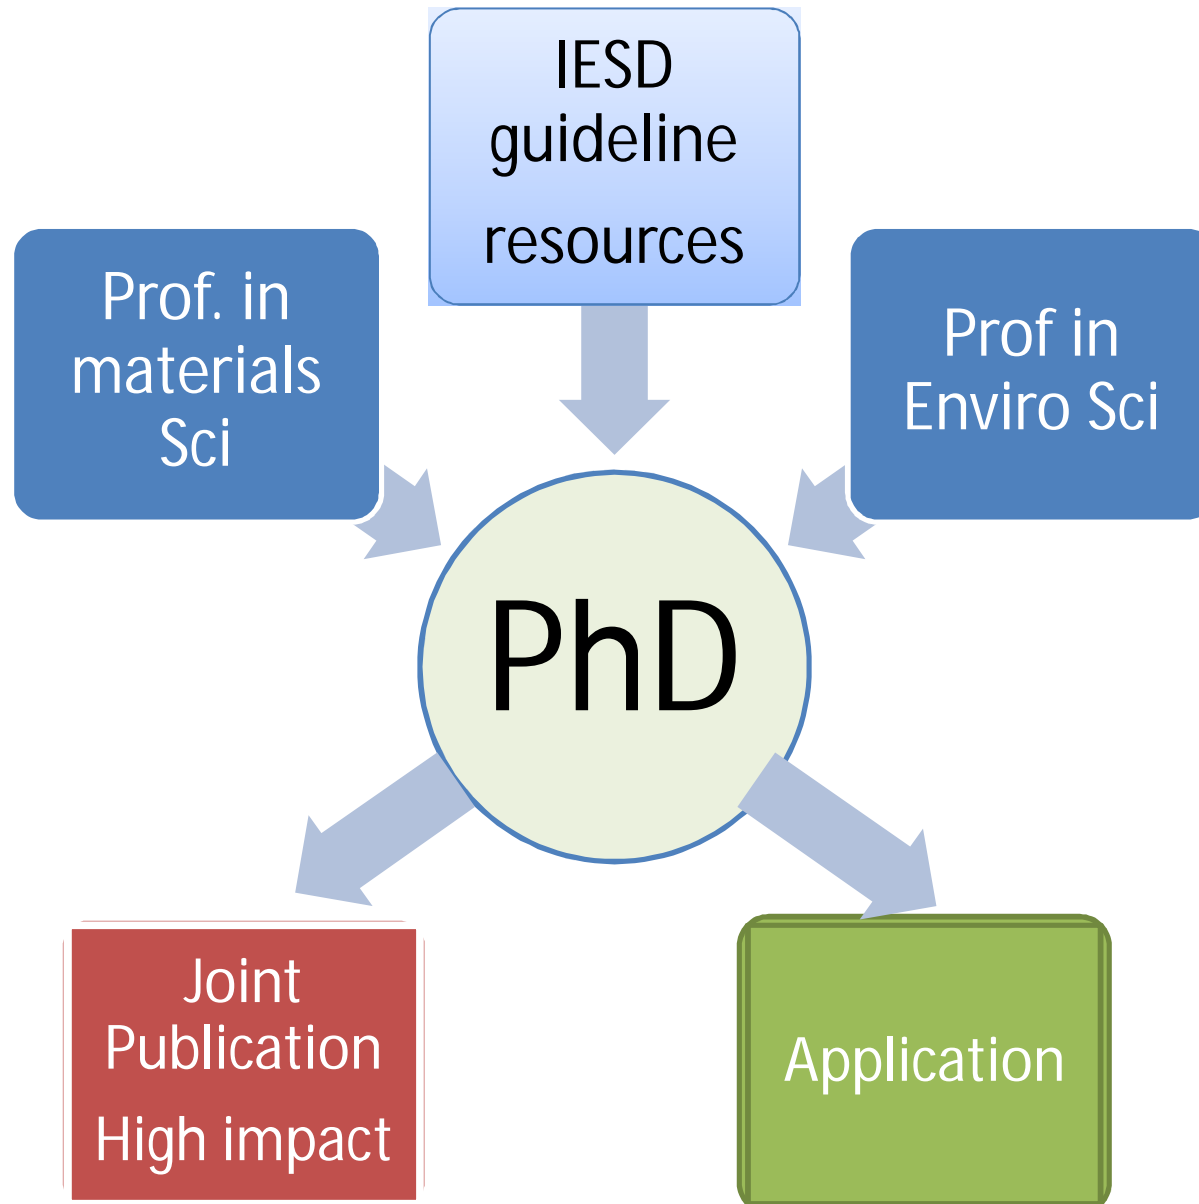 IESD
guideline
resources
Prof. in
materials
Sci
Prof in
Enviro Sci
PhD
Joint
Publication
High impact
Application